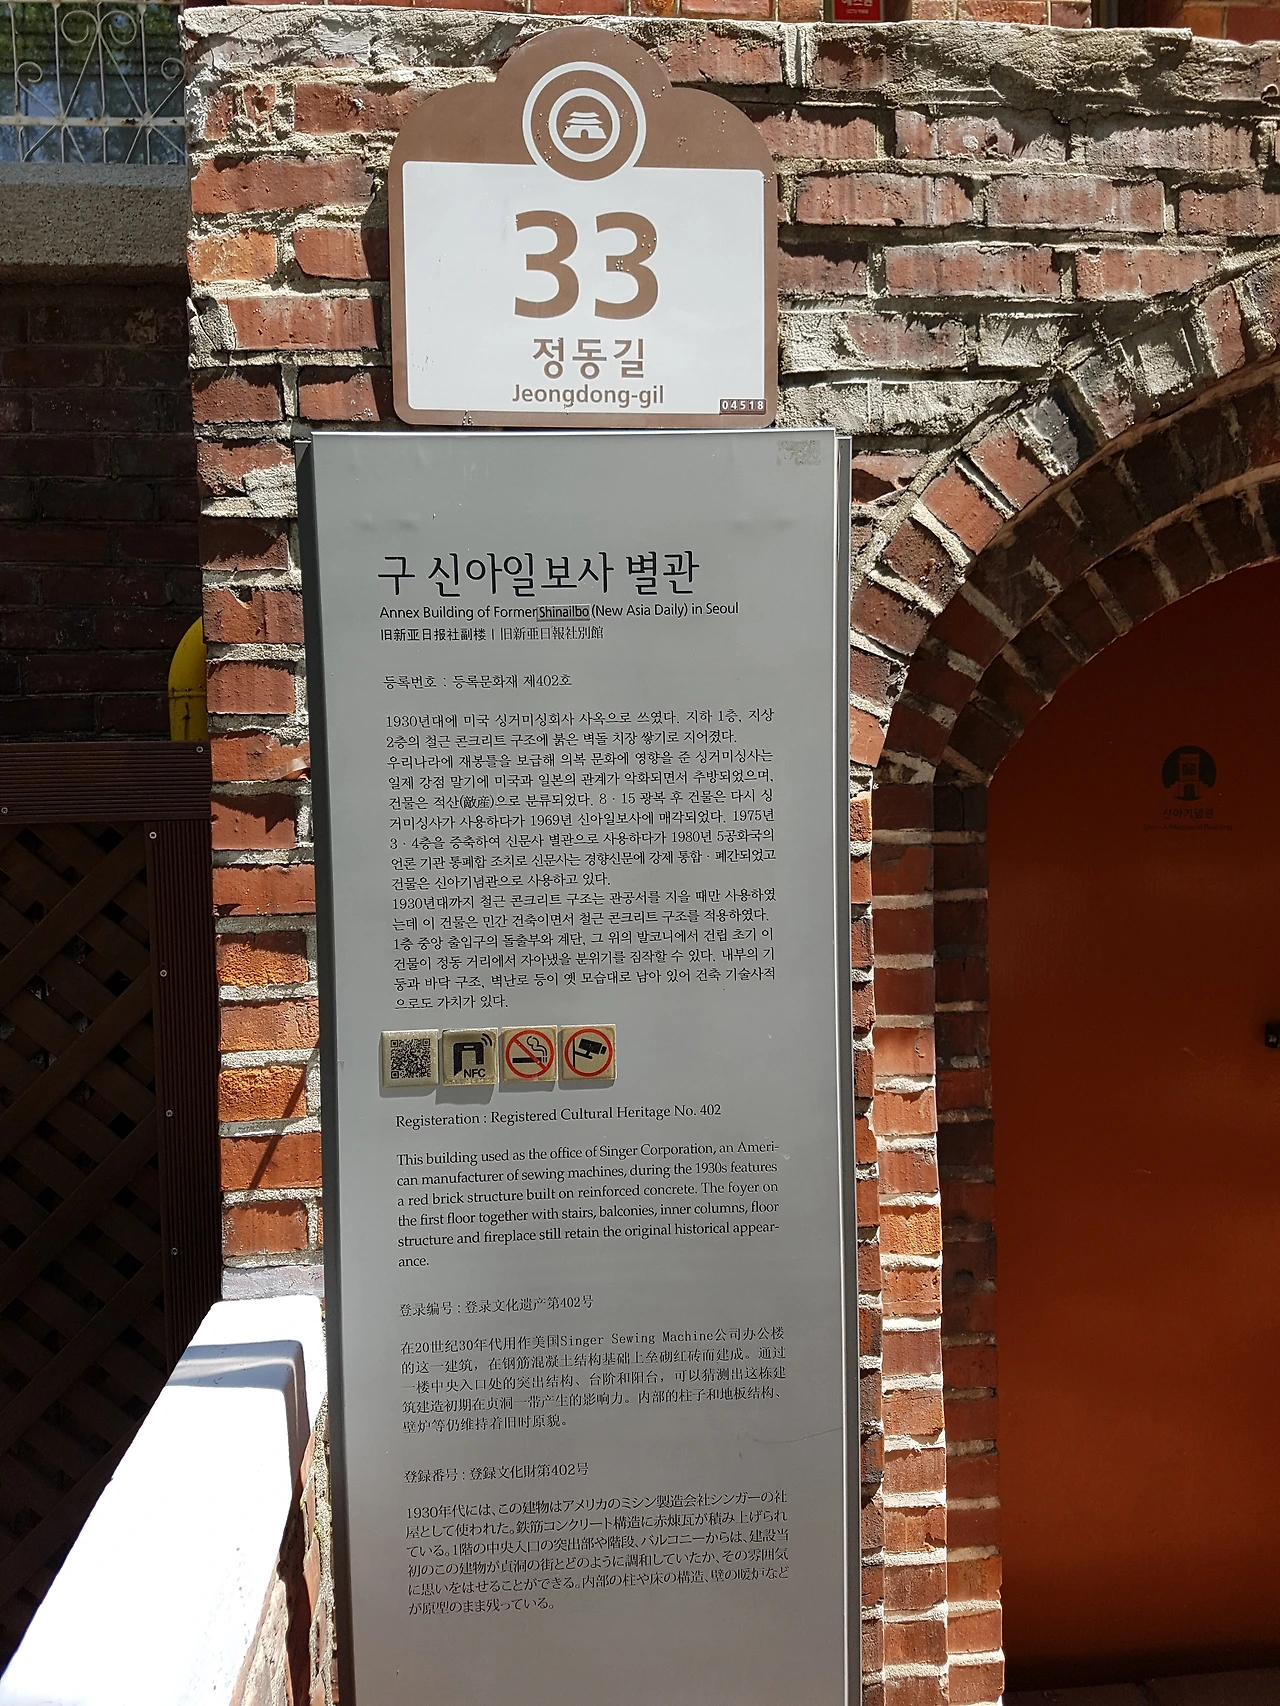 33
정동길
Jeongdong-gil
04518
구 신아일보사 별관
Annex Building of Former Shinailbo (New Asia Daily) in Seoul
旧新亚日报社副楼 | 旧新亜日報社別館
등록번호 : 등록문화재 제402호
1930년대에 미국 싱거미싱회사 사옥으로 쓰였다. 지하 1층, 지상
2층의 철근 콘크리트 구조에 붉은 벽돌 치장 쌓기로 지어졌다.
우리나라에 재봉틀을 보급해 의복 문화에 영향을 준 싱거미싱사는
일제 강점 말기에 미국과 일본의 관계가 악화되면서 추방되었으며,
건물은 적산(敵産)으로 분류되었다. 8·15 광복 후 건물은 다시 싱
거미싱사가 사용하다가 1969년 신아일보사에 매각되었다. 1975년
3·4층을 증축하여 신문사 별관으로 사용하다가 1980년 5공화국의
언론 기관 통폐합 조치로 신문사는 경향신문에 강제 통합·폐간되었고
건물은 신아기념관으로 사용하고 있다.
1930년대까지 철근 콘크리트 구조는 관공서를 지을 때만 사용하였
는데 이 건물은 민간 건축이면서 철근 콘크리트 구조를 적용하였다.
1층 중앙 출입구의 돌출부와 계단, 그 위의 발코니에서 건립 초기 이
건물이 정동 거리에서 자아냈을 분위기를 짐작할 수 있다. 내부의 기
둥과 바닥 구조, 벽난로 등이 옛 모습대로 남아 있어 건축 기술사적
으로도 가치가 있다.
NFC
Registeration : Registered Cultural Heritage No. 402
This building used as the office of Singer Corporation, an Ameri-
can manufacturer of sewing machines, during the 1930s features
a red brick structure built on reinforced concrete. The foyer on
the first floor together with stairs, balconies, inner columns, floor
structure and fireplace still retain the original historical appear-
ance.
登录编号 : 登录文化遗产第402号
在20世纪30年代用作美国Singer Sewing Machine公司办公楼
的这一建筑，在钢筋混凝土结构基础上垒砌红砖而建成。通过
一楼中央入口处的突出结构、台阶和阳台，可以猜测出这栋建
筑建造初期在贞洞一带产生的影响力。内部的柱子和地板结构、
壁炉等仍维持着旧时原貌。
登録番号 : 登録文化財第402号
1930年代には、この建物はアメリカのミシン製造会社シンガーの社
屋として使われた。鉄筋コンクリート構造に赤煉瓦が積み上げられ
ている。1階の中央入口の突出部や階段、バルコニーからは、建設当
初のこの建物が貞洞の街とどのように調和していたか、その雰囲気
に思いをはせることができる。内部の柱や床の構造、壁の暖炉など
が原型のまま残っている。
신아기념관